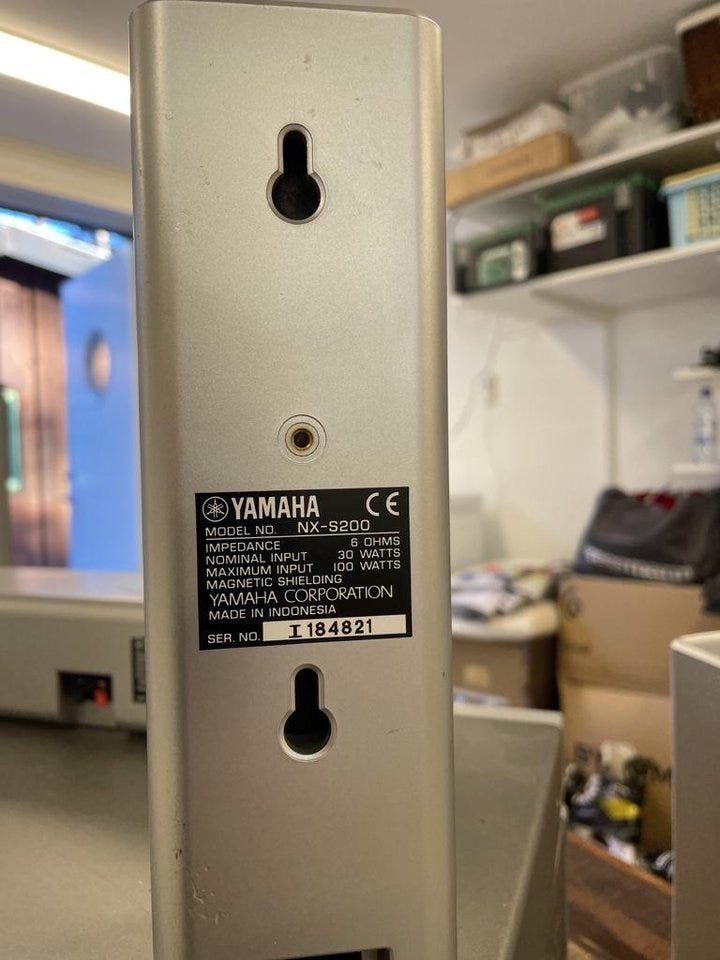 YAMAHA CE
MODEL NO. NX-S200
IMPEDANCE 6 OHMS
NOMINAL INPUT 30 WATTS
MAXIMUM INPUT 100 WATTS
MAGNETIC SHIELDING
YAMAHA CORPORATION
MADE IN INDONESIA
SER. NO. I184821